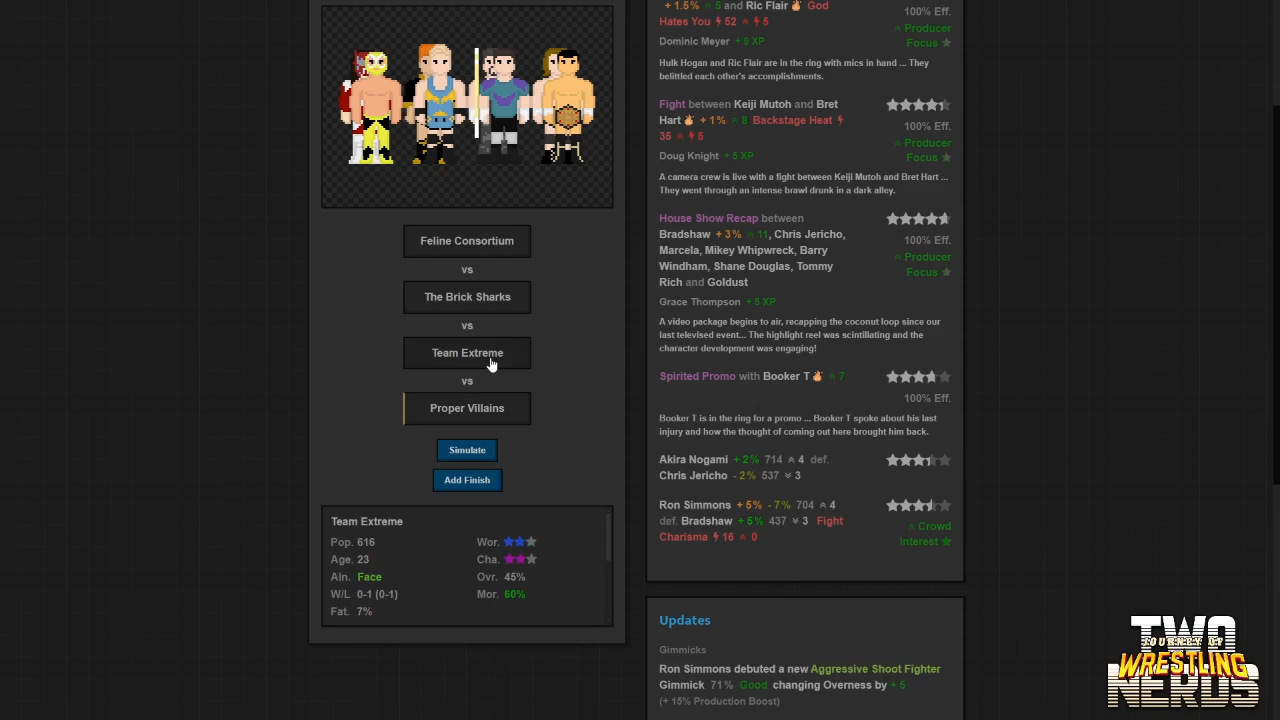 Feline Consortium
vs
The Brick Sharks
vs
Team Extreme
vs
Proper Villains
Simulate
Add Finish
Team Extreme
Pop. 616
Wor.
Age. 23
Cha.
Aln. Face
Ovr. 45%
W/L 0-1 (0-1)
Mor. 60%
Fat. 7%
+ 1.5% 5 and Ric Flair God
Hates You 52 5
100% Eff.
Producer
Focus
Dominic Meyer + 9 XP
Hulk Hogan and Ric Flair are in the ring with mics in hand ... They
belittled each other's accomplishments.
Fight between Keiji Mutoh and Bret
Hart + 1% 8 Backstage Heat
35 5
100% Eff.
Producer
Focus
Doug Knight + 5 XP
A camera crew is live with a fight between Keiji Mutoh and Bret Hart ...
They went through an intense brawl drunk in a dark alley.
House Show Recap between
Bradshaw + 3% 11, Chris Jericho,
Marcela, Mikey Whipwreck, Barry
Windham, Shane Douglas, Tommy
Rich and Goldust
100% Eff.
Producer
Focus
Grace Thompson + 5 XP
A video package begins to air, recapping the coconut loop since our
last televised event... The highlight reel was scintillating and the
character development was engaging!
Spirited Promo with Booker T 7
100% Eff.
Booker T is in the ring for a promo ... Booker T spoke about his last
injury and how the thought of coming out here brought him back.
Akira Nogami + 2% 714 4 def.
Chris Jericho - 2% 537 3
Ron Simmons + 5% - 7% 704 4
def. Bradshaw + 5% 437 3 Fight
Charisma 16 0
Crowd
Interest
Updates
Gimmicks
Ron Simmons debuted a new Aggressive Shoot Fighter
Gimmick 71% Good changing Overness by + 5
(+ 15% Production Boost)
TWO
JOURNEY OF
WRESTLING
NERDS